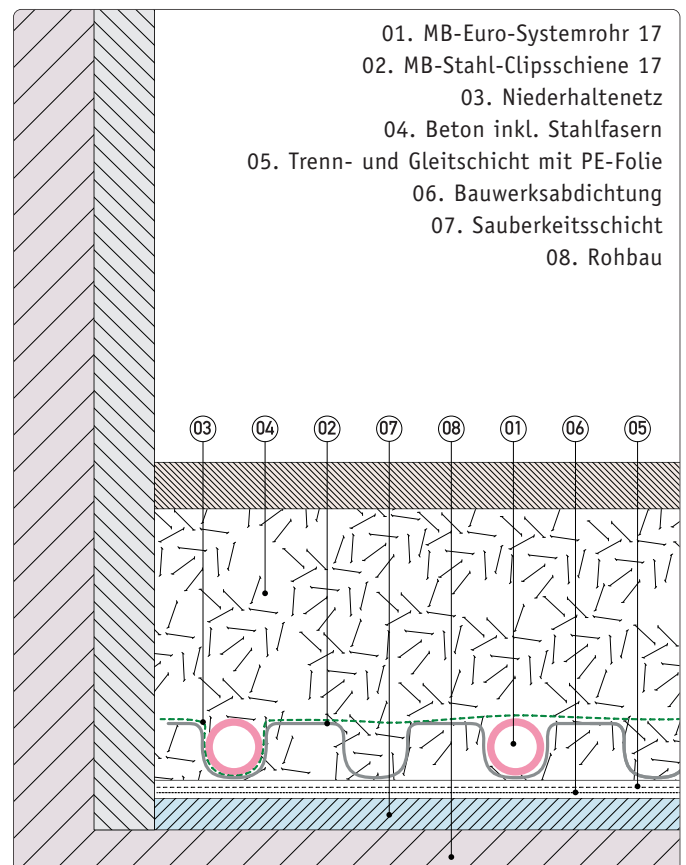 01. MB-Euro-Systemrohr 17
02. MB-Stahl-Clipsschiene 17
03. Niederhaltenetz
04. Beton inkl. Stahlfasern
05. Trenn- und Gleitschicht mit PE-Folie
06. Bauwerksabdichtung
07. Sauberkeitsschicht
08. Rohbau
03 04 02 07 08 01 06 05